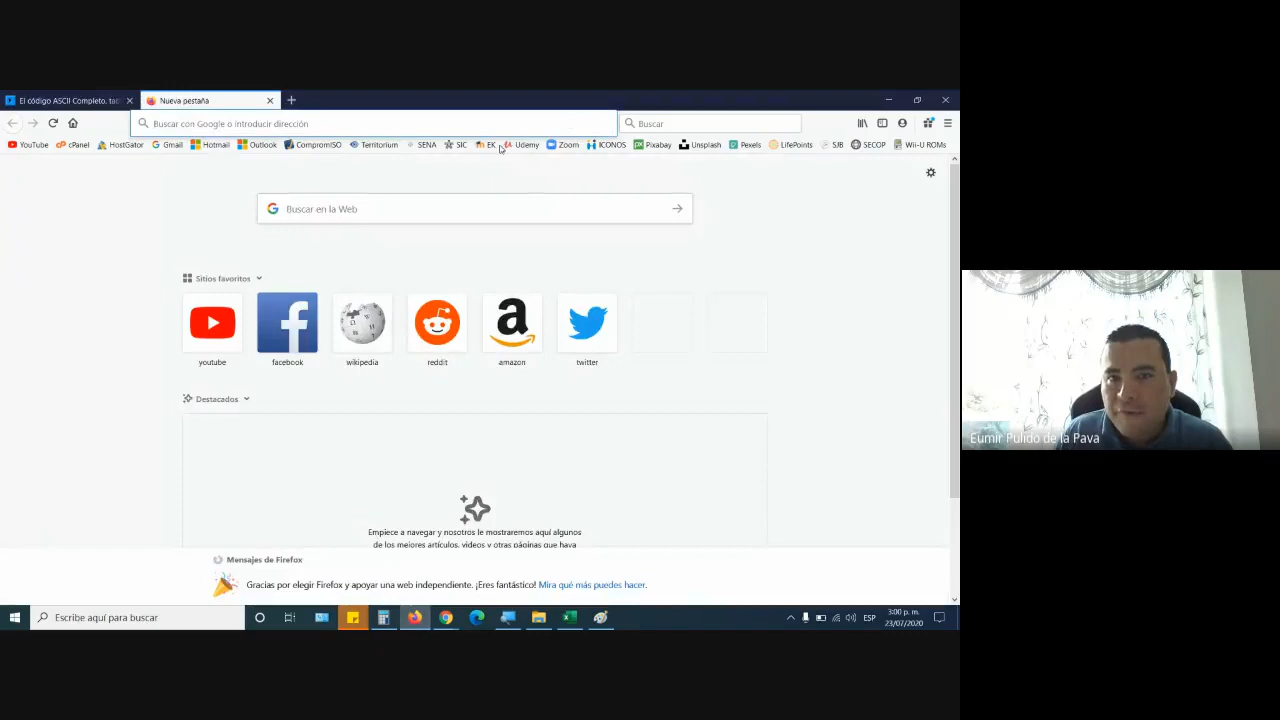 El código ASCII Completo. tabl
Nueva pestaña
Buscar con Google o introducir dirección
Buscar
YouTube cPanel HostGator Gmail Hotmail Outlook CompromISO Territorium SENA SIC EK Udemy Zoom ICONOS Pixabay Unsplash Pexels LifePoints SJB SECOP Wii-U ROMs
Buscar en la Web
Sitios favoritos
youtube facebook wikipedia reddit amazon twitter
Destacados
Empiece a navegar y nosotros le mostraremos aquí algunos
de los mejores artículos, videos y otras páginas que haya
Mensajes de Firefox
Gracias por elegir Firefox y apoyar una web independiente. ¡Eres fantástico! Mira qué más puedes hacer.
Escribe aquí para buscar
ESP
3:00 p. m.
23/07/2020
Eumir Pulido de la Pava